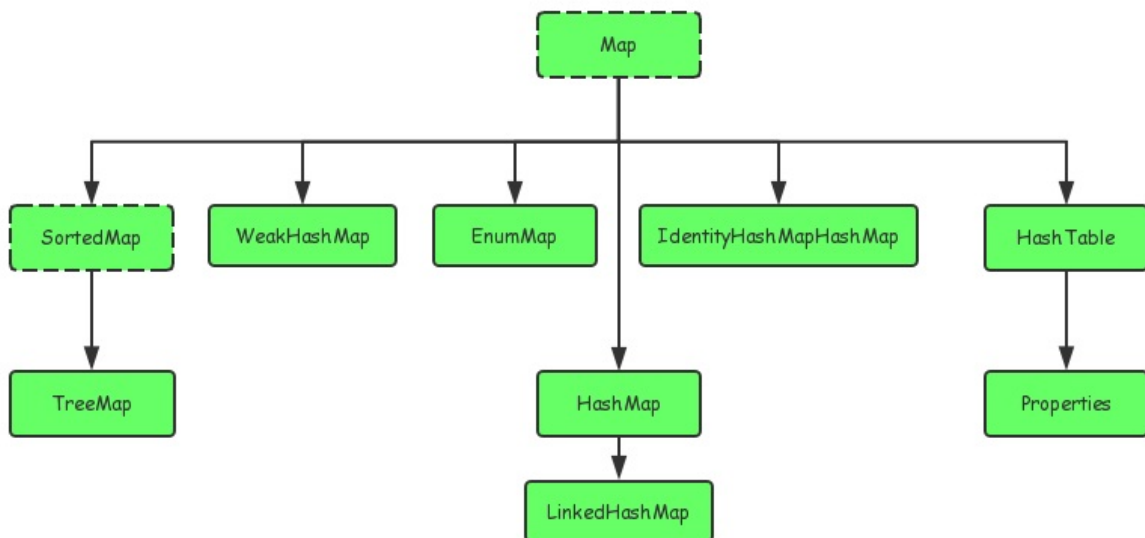 Map
SortedMap
WeakHashMap
EnumMap
IdentityHashMapHashMap
HashTable
TreeMap
HashMap
Properties
LinkedHashMap